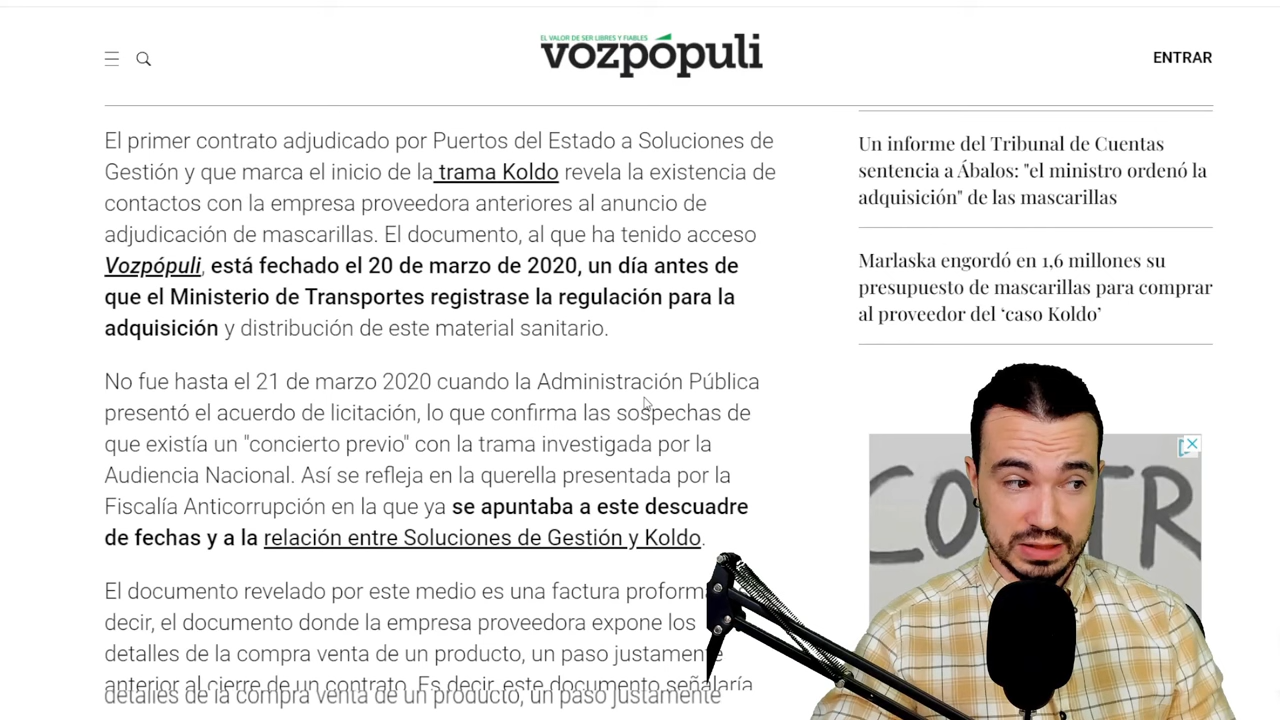 EL VALOR DE SER LIBRES Y FIABLES
vozpópuli
ENTRAR
El primer contrato adjudicado por Puertos del Estado a Soluciones de
Gestión y que marca el inicio de la trama Koldo revela la existencia de
contactos con la empresa proveedora anteriores al anuncio de
adjudicación de mascarillas. El documento, al que ha tenido acceso
Vozpópuli, está fechado el 20 de marzo de 2020, un día antes de
que el Ministerio de Transportes registrase la regulación para la
adquisición y distribución de este material sanitario.
No fue hasta el 21 de marzo 2020 cuando la Administración Pública
presentó el acuerdo de licitación, lo que confirma las sospechas de
que existía un "concierto previo" con la trama investigada por la
Audiencia Nacional. Así se refleja en la querella presentada por la
Fiscalía Anticorrupción en la que ya se apuntaba a este descuadre
de fechas y a la relación entre Soluciones de Gestión y Koldo.
El documento revelado por este medio es una factura proforma
decir, el documento donde la empresa proveedora expone los
detalles de la compra venta de un producto, un paso justamente
anterior al cierre de un contrato. Es decir, este documento señalaría
detalles de la compra venta de un producto, un paso justamente
Un informe del Tribunal de Cuentas
sentencia a Ábalos: "el ministro ordenó la
adquisición" de las mascarillas
Marlaska engordó en 1,6 millones su
presupuesto de mascarillas para comprar
al proveedor del ‘caso Koldo’